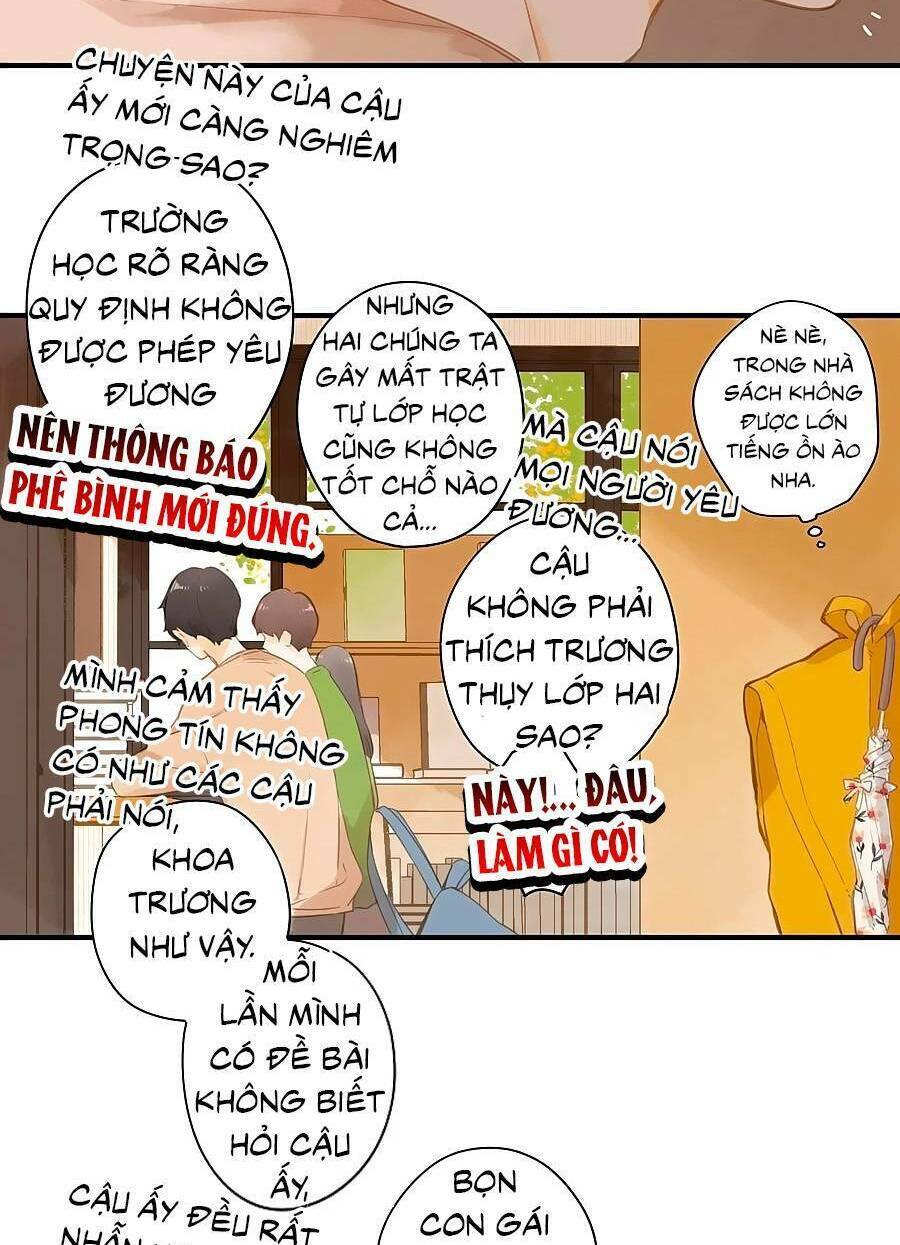 CHUYỆN NÀY CỦA CẬU
ẤY MỚI CÀNG NGHIÊM
TRỌNG SAO?
TRƯỜNG
HỌC RÕ RÀNG
QUY ĐỊNH KHÔNG
ĐƯỢC PHÉP YÊU
ĐƯƠNG
NÊN THÔNG BÁO
PHÊ BÌNH MỚI ĐÚNG.
NHƯNG
HAI CHÚNG TA
GÂY MẤT TRẬT
TỰ LỚP HỌC
CŨNG KHÔNG
TỐT CHỖ NÀO
CẢ...
NÈ NÈ,
TRONG NHÀ
SÁCH KHÔNG
ĐƯỢC LỚN
TIẾNG ỒN ÀO
NHA.
MÀ CẬU NÓI
MỌI NGƯỜI YÊU
ĐƯƠNG...
CẬU
KHÔNG PHẢI
THÍCH TRƯƠNG
THỤY LỚP HAI
SAO?
NÀY!... ĐÂU,
LÀM GÌ CÓ!
MÌNH CẢM THẤY
PHONG TÍN KHÔNG
CÓ NHƯ CÁC CẬU
PHẢI NÓI,
KHOA
TRƯƠNG
NHƯ VẬY.
MỖI
LẦN MÌNH
CÓ ĐỀ BÀI
KHÔNG BIẾT
HỎI CẬU
ẤY,
CẬU ẤY ĐỀU RẤT
NHẪN
BỌN
CON GÁI